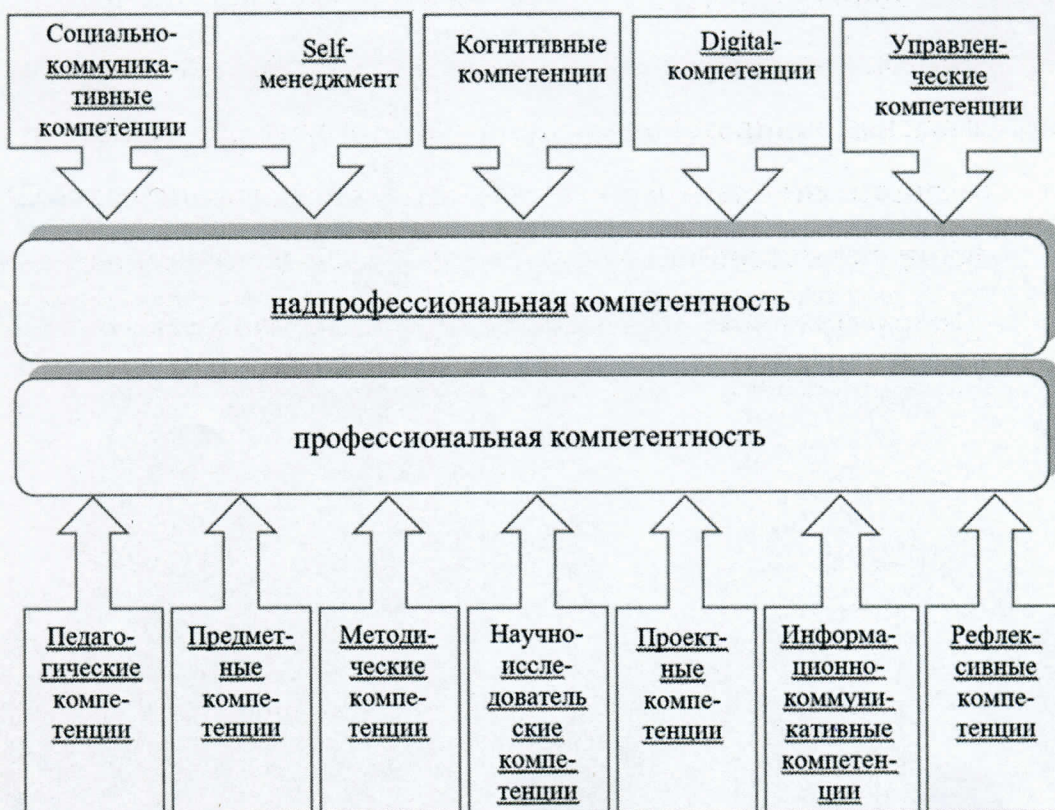 Социально-
коммуника-
тивные
компетенции
Self-
менеджмент
Когнитивные
компетенции
Digital-
компетенции
Управлен-
ческие
компетенции
надпрофессиональная компетентность
профессиональная компетентность
Педаго-
гические
компе-
тенции
Предмет-
ные
компе-
тенции
Методи-
ческие
компе-
тенции
Научно-
иссле-
дователь
ские
компе-
тенции
Проект-
ные
компе-
тенции
Информа-
ционно-
коммуни-
кативные
компетен-
ции
Рефлек-
сивные
компе-
тенции